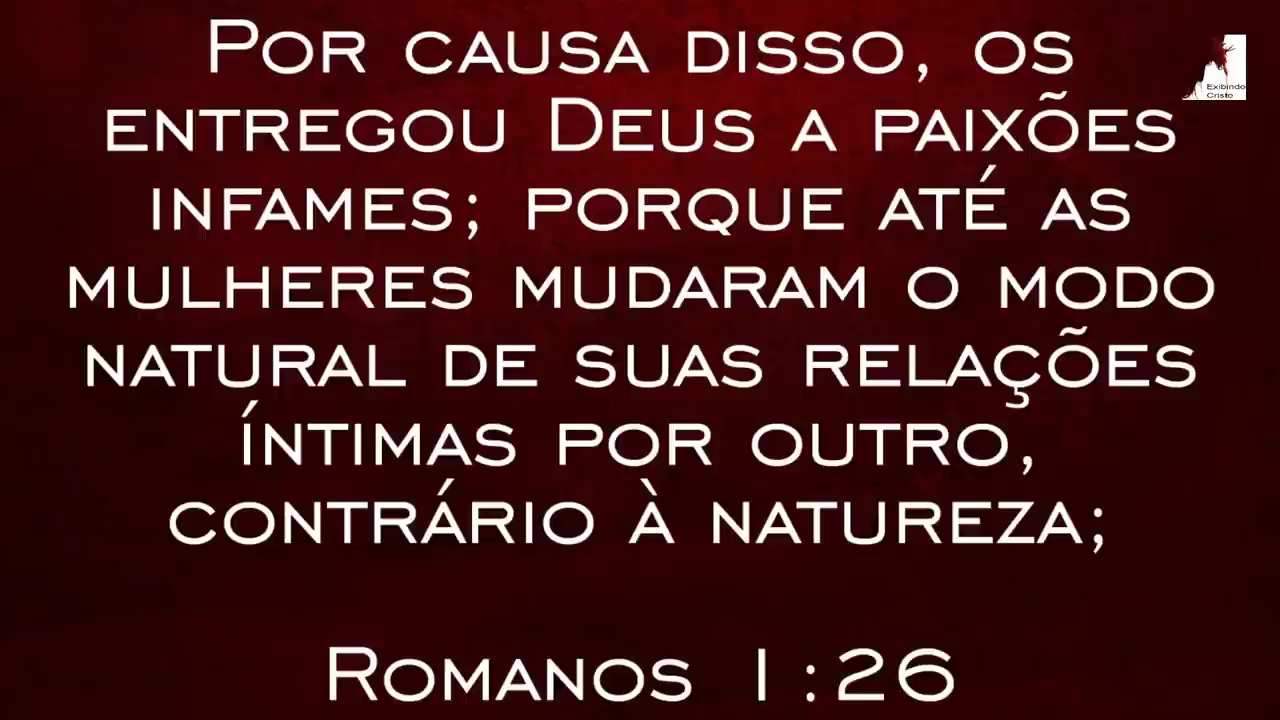 Por causa disso, os
entregou Deus a paixões
infames; porque até as
mulheres mudaram o modo
natural de suas relações
íntimas por outro,
contrário à natureza;
Romanos 1:26
Exibindo
Cristo